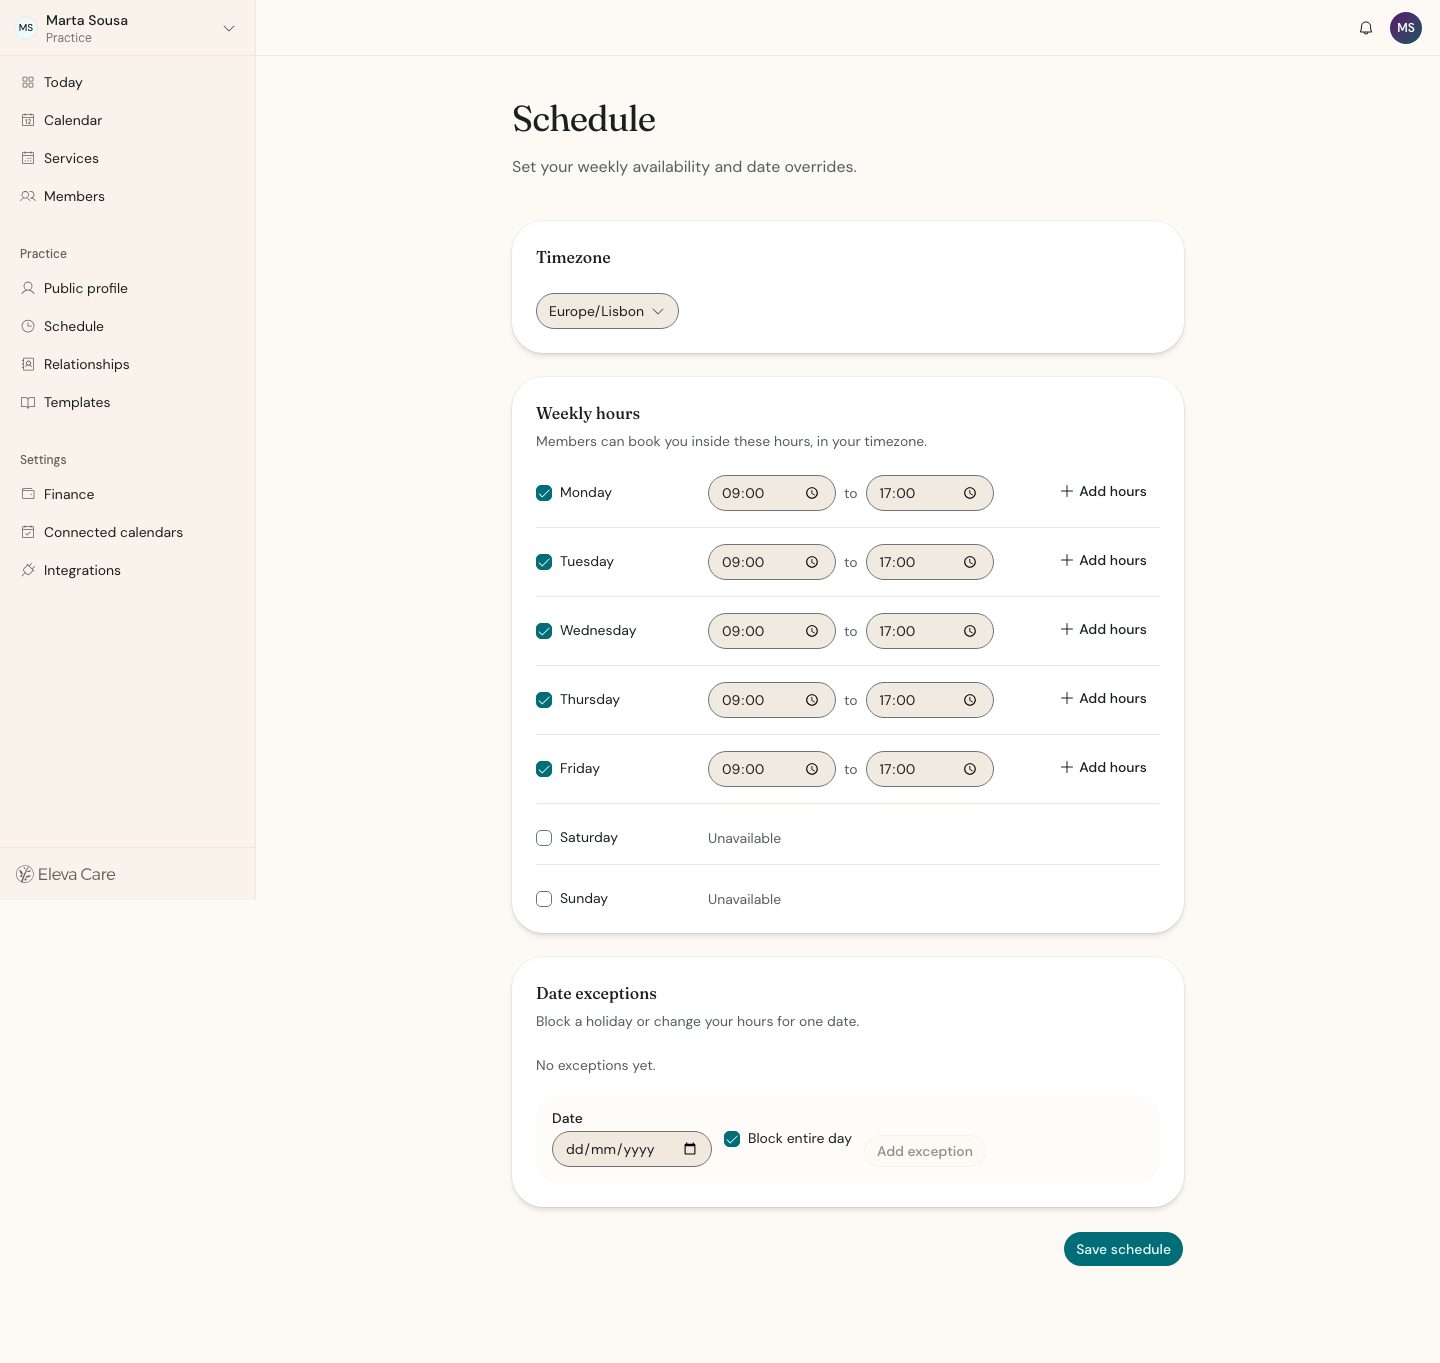 MS
Marta Sousa
Practice
MS
Today
12
Calendar
Services
Members
Practice
Public profile
Schedule
Relationships
Templates
Settings
Finance
Connected calendars
Integrations
Eleva Care
Schedule
Set your weekly availability and date overrides.
Timezone
Europe/Lisbon
Weekly hours
Members can book you inside these hours, in your timezone.
Monday 09:00 to 17:00 Add hours
Tuesday 09:00 to 17:00 Add hours
Wednesday 09:00 to 17:00 Add hours
Thursday 09:00 to 17:00 Add hours
Friday 09:00 to 17:00 Add hours
Saturday Unavailable
Sunday Unavailable
Date exceptions
Block a holiday or change your hours for one date.
No exceptions yet.
Date
dd/mm/yyyy Block entire day Add exception
Save schedule